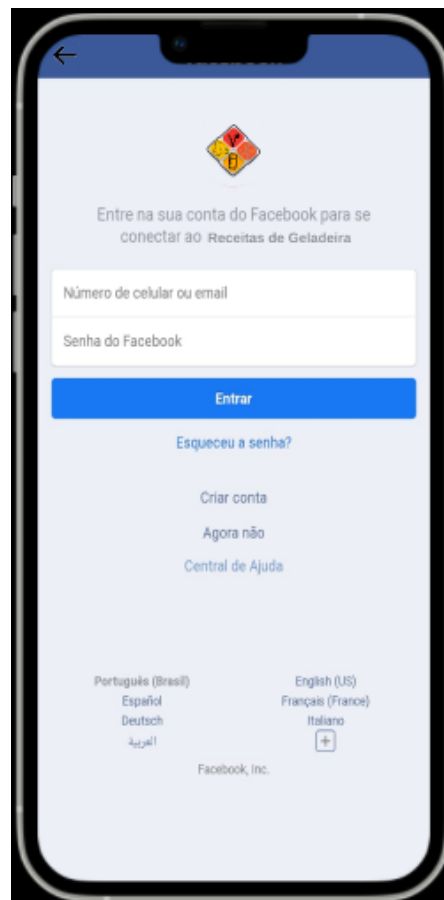 Entre na sua conta do Facebook para se
conectar ao Receitas de Geladeira
Número de celular ou email
Senha do Facebook
Entrar
Esqueceu a senha?
Criar conta
Agora não
Central de Ajuda
Português (Brasil)
English (US)
Español
Français (France)
Deutsch
Italiano
العربية
Facebook, Inc.